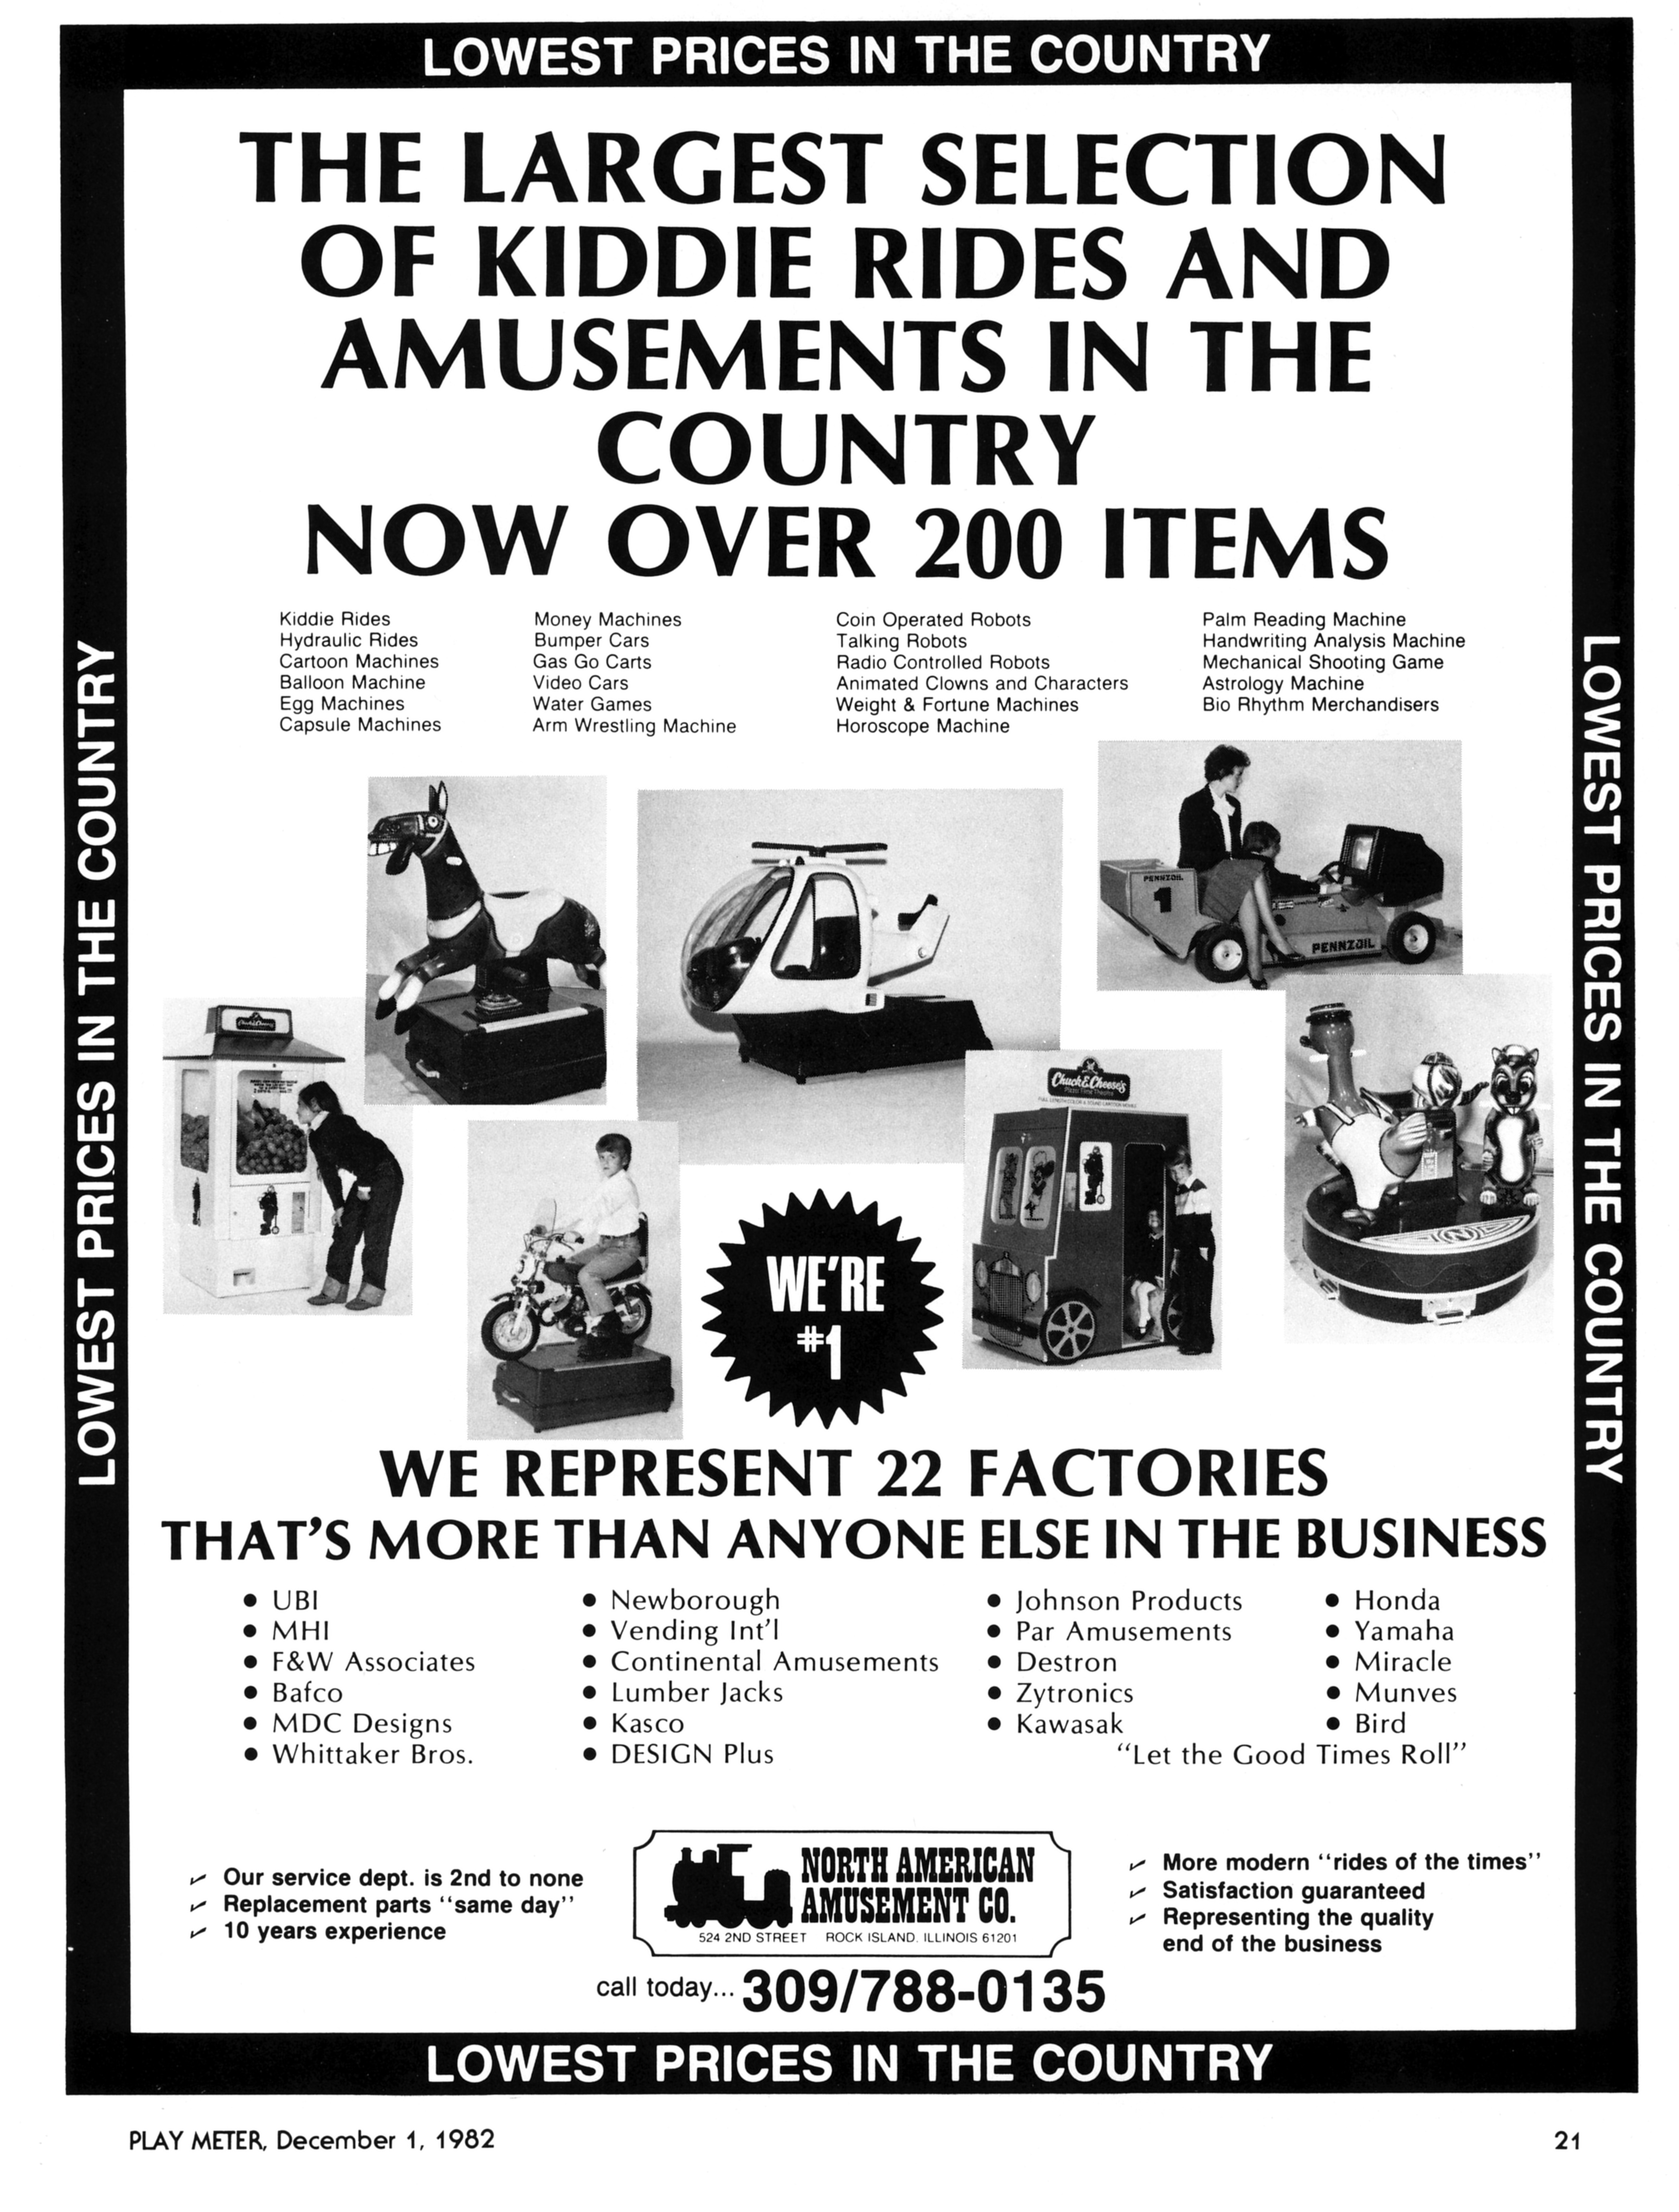 LOWEST PRICES IN THE COUNTRY
THE LARGEST SELECTION
OF KIDDIE RIDES AND
AMUSEMENTS IN THE
COUNTRY
NOW OVER 200 ITEMS
Kiddie Rides
Hydraulic Rides
Cartoon Machines
Balloon Machine
Egg Machines
Capsule Machines
Money Machines
Bumper Cars
Gas Go Carts
Video Cars
Water Games
Arm Wrestling Machine
Coin Operated Robots
Talking Robots
Radio Controlled Robots
Animated Clowns and Characters
Weight & Fortune Machines
Horoscope Machine
Palm Reading Machine
Handwriting Analysis Machine
Mechanical Shooting Game
Astrology Machine
Bio Rhythm Merchandisers
LOWEST PRICES IN THE COUNTRY
LOWEST PRICES IN THE COUNTRY
PENNZOIL
1
PENNZOIL
Chuck E. Cheese's
Chuck E. Cheese's
Pizza Time Theatre
WE'RE
#1
WE REPRESENT 22 FACTORIES
THAT'S MORE THAN ANYONE ELSE IN THE BUSINESS
• UBI
• MHI
• F&W Associates
• Bafco
• MDC Designs
• Whittaker Bros.
• Newborough
• Vending Int'l
• Continental Amusements
• Lumber Jacks
• Kasco
• DESIGN Plus
• Johnson Products
• Par Amusements
• Destron
• Zytronics
• Kawasak
• Honda
• Yamaha
• Miracle
• Munves
• Bird
"Let the Good Times Roll"
✓ Our service dept. is 2nd to none
✓ Replacement parts "same day"
✓ 10 years experience
NORTH AMERICAN
AMUSEMENT CO.
524 2ND STREET ROCK ISLAND, ILLINOIS 61201
✓ More modern "rides of the times"
✓ Satisfaction guaranteed
✓ Representing the quality
end of the business
call today... 309/788-0135
LOWEST PRICES IN THE COUNTRY
PLAY METER, December 1, 1982
21